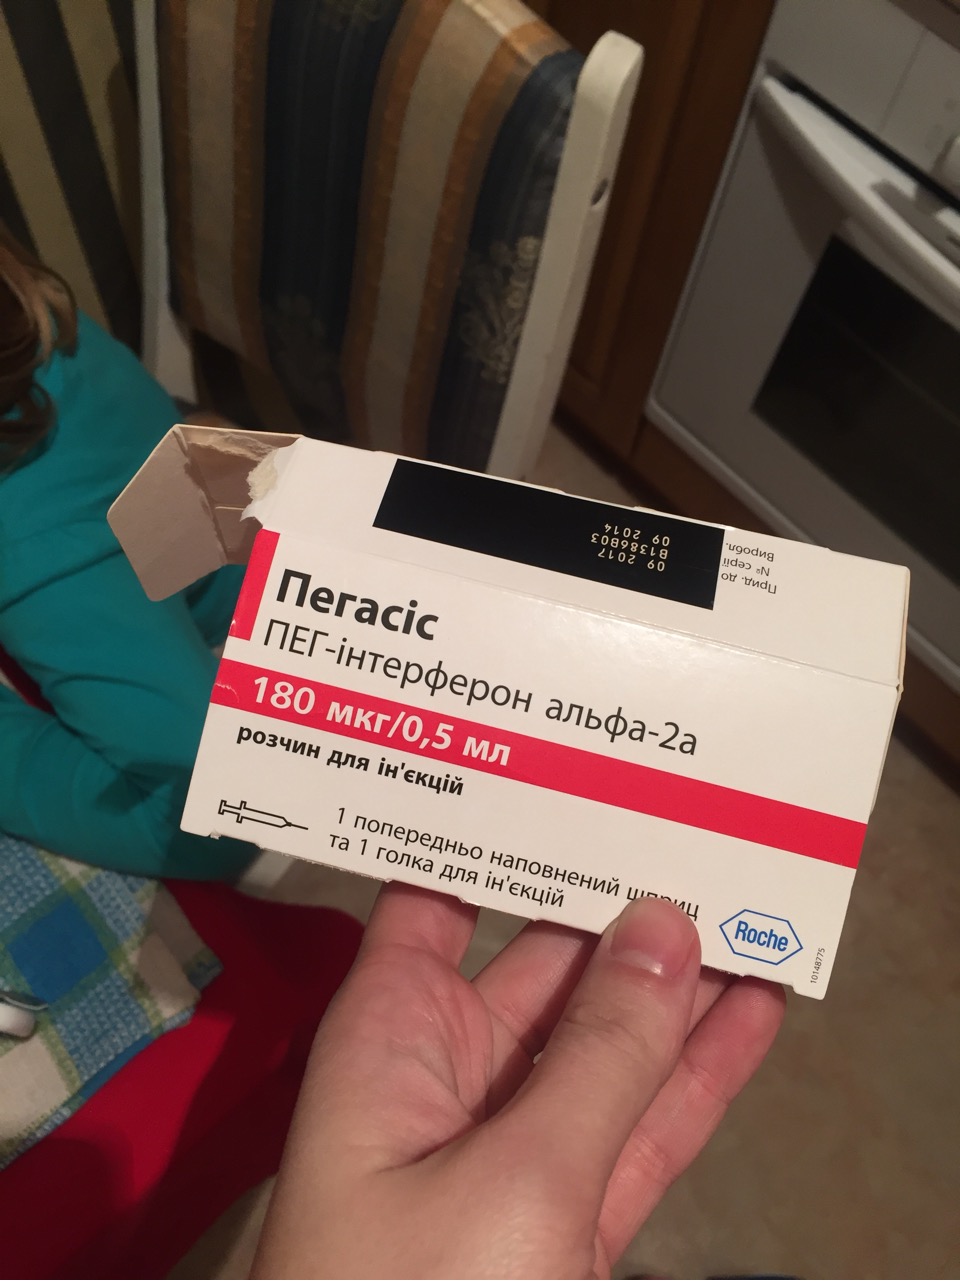 Прид. до
№ серії
Виробл.
09 2017
B1386B03
09 2014
Пегасіс
ПЕГ-інтерферон альфа-2a
180 мкг/0,5 мл
розчин для ін'єкцій
1 попередньо наповнений шприц
та 1 голка для ін'єкцій
Roche
10148775